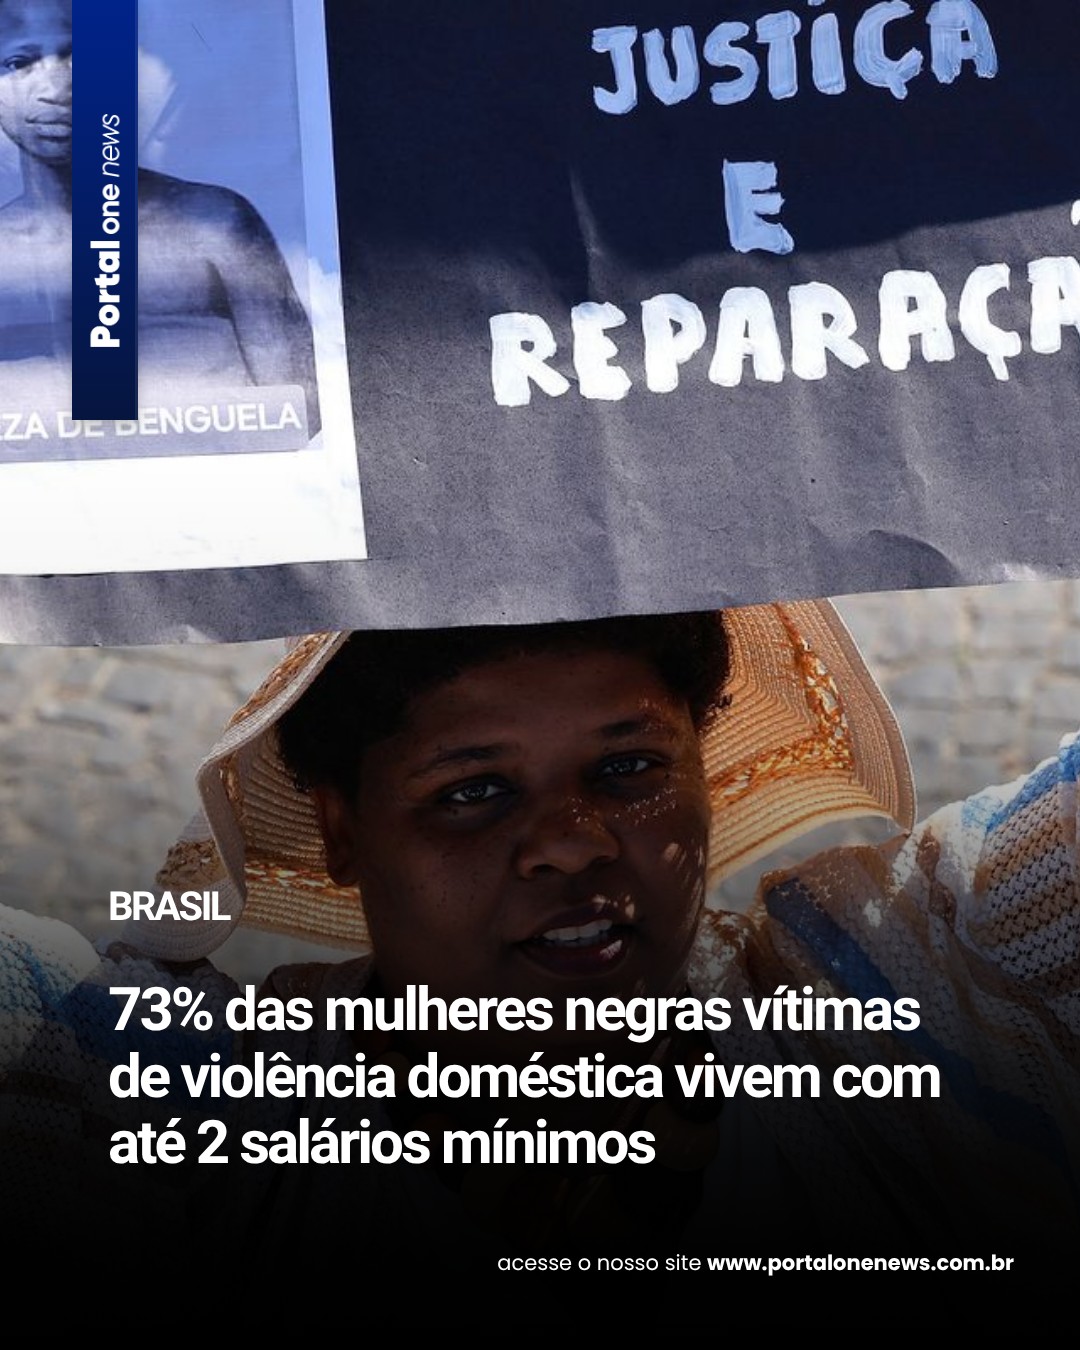 JUSTIÇA
E
REPARAÇA
Portal one news
ZA DE BENGUELA
BRASIL
73% das mulheres negras vítimas
de violência doméstica vivem com
até 2 salários mínimos
acesse o nosso site www.portalonenews.com.br